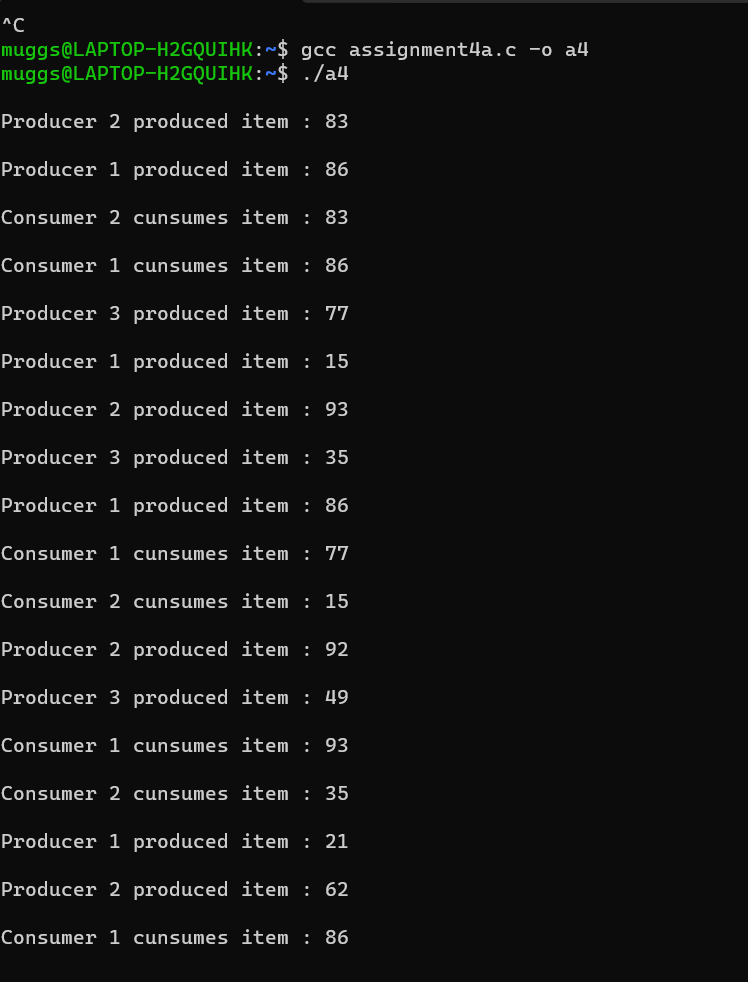 ^C
muggs@LAPTOP-H2GQUIHK:~$ gcc assignment4a.c -o a4
muggs@LAPTOP-H2GQUIHK:~$ ./a4
Producer 2 produced item : 83
Producer 1 produced item : 86
Consumer 2 cunsumes item : 83
Consumer 1 cunsumes item : 86
Producer 3 produced item : 77
Producer 1 produced item : 15
Producer 2 produced item : 93
Producer 3 produced item : 35
Producer 1 produced item : 86
Consumer 1 cunsumes item : 77
Consumer 2 cunsumes item : 15
Producer 2 produced item : 92
Producer 3 produced item : 49
Consumer 1 cunsumes item : 93
Consumer 2 cunsumes item : 35
Producer 1 produced item : 21
Producer 2 produced item : 62
Consumer 1 cunsumes item : 86